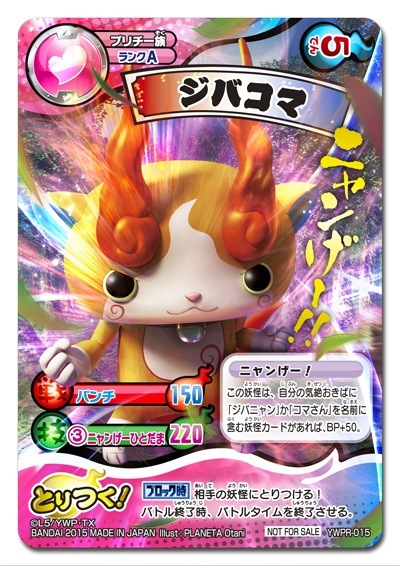 プリチー族
ランクA
5
てん
ジバコマ
ニャンげー!!
パンチ 150
③ニャンげーひとだま 220
ニャンげー!
この妖怪は、自分の気絶おきばに
「ジバニャン」か「コマさん」を名前に
含む妖怪カードがあれば、BP+50。
とりつく!
ブロック時 相手の妖怪にとりつける!
バトル終了時、バトルタイムを終了させる。
©L5/YWP・TX
BANDAI 2015 MADE IN JAPAN Illust: PLANETA Otani
NOT FOR SALE YWPR-015